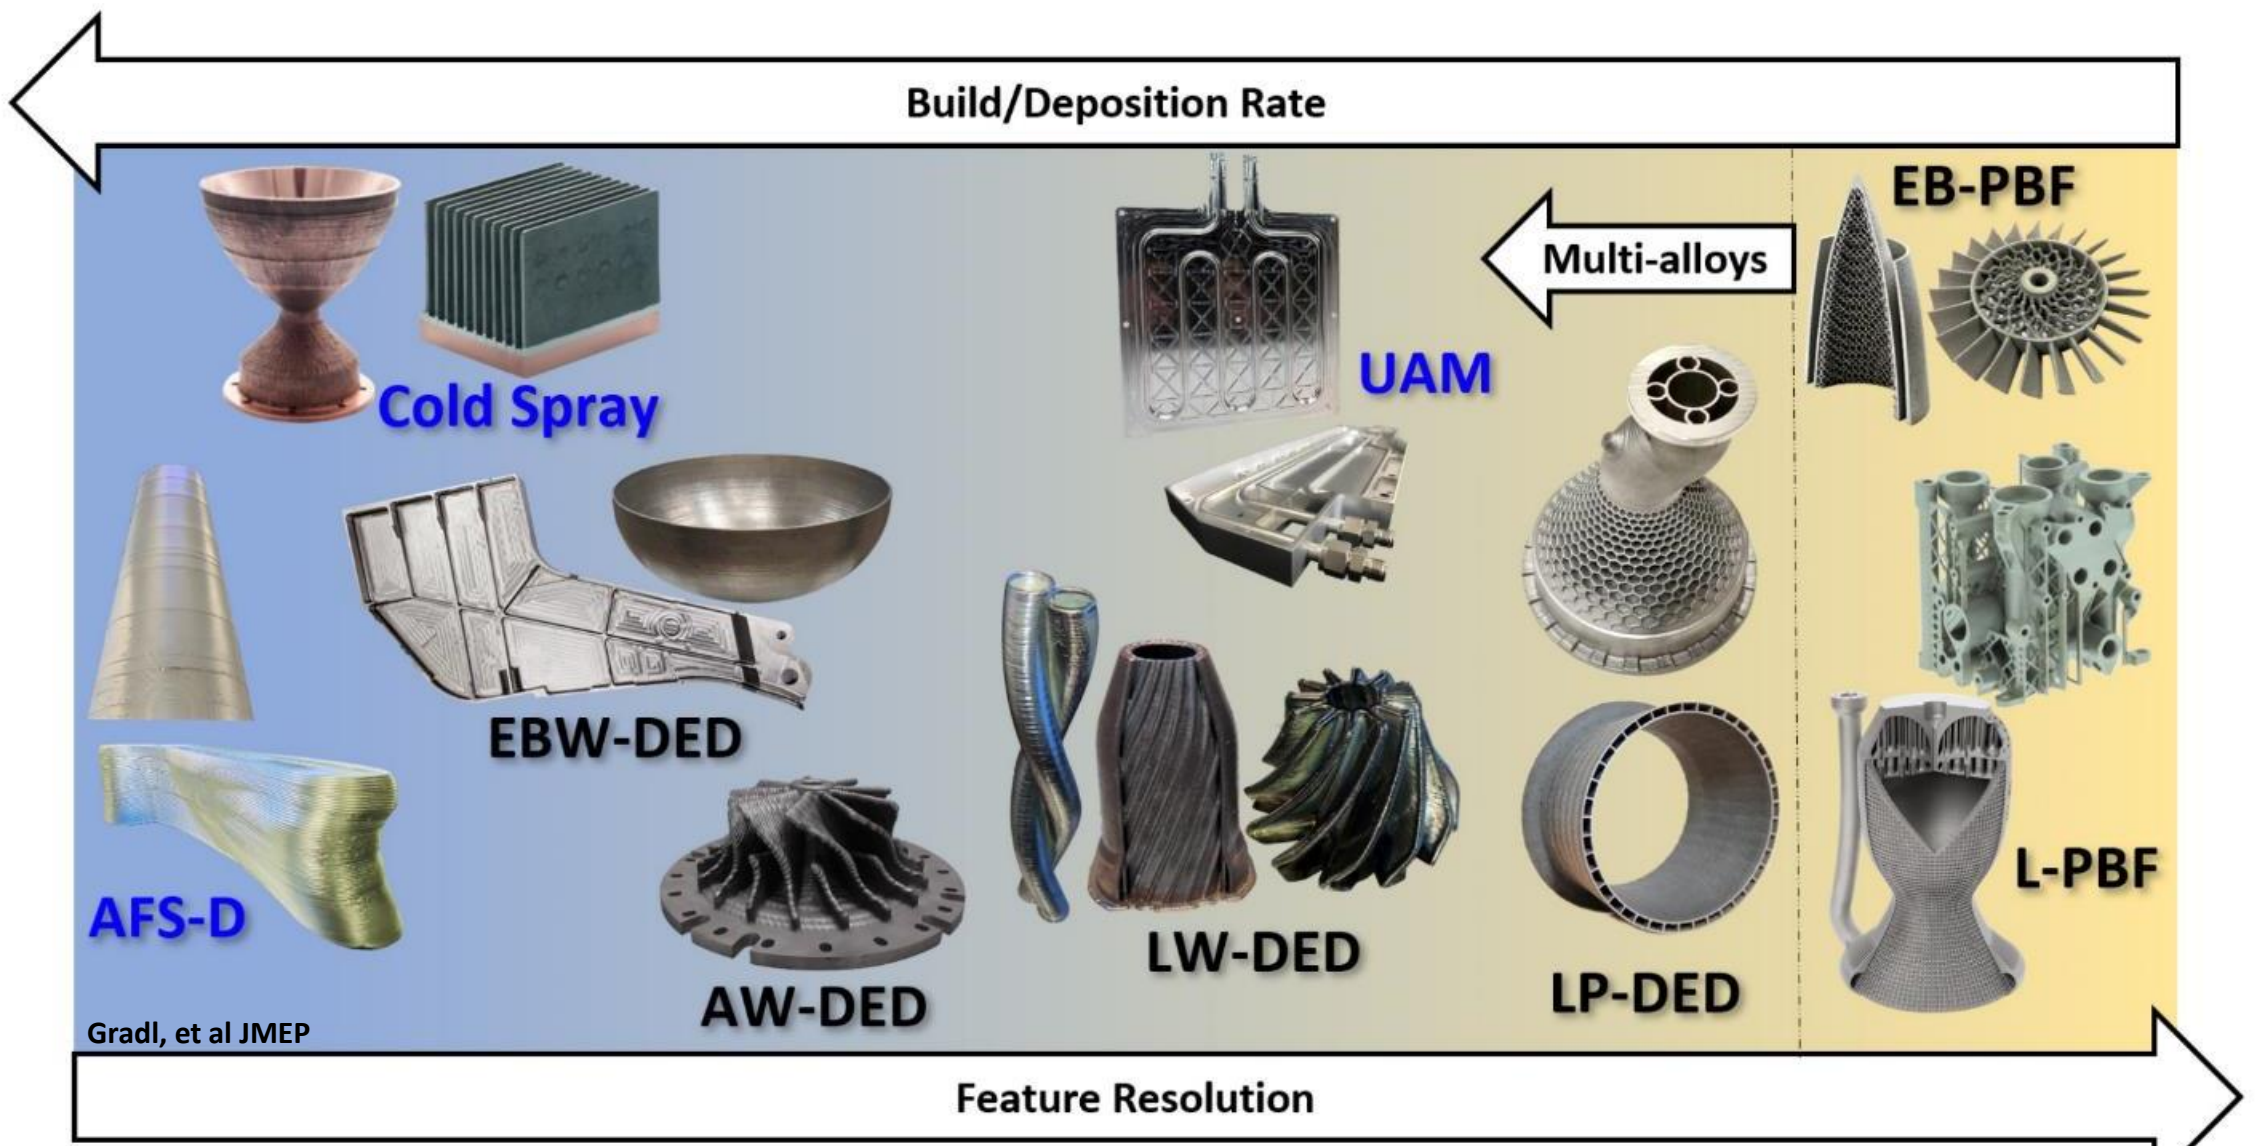 Build/Deposition Rate
EB-PBF
Multi-alloys
UAM
Cold Spray
EBW-DED
L-PBF
AFS-D
LW-DED
LP-DED
AW-DED
Gradl, et al JMEP
Feature Resolution